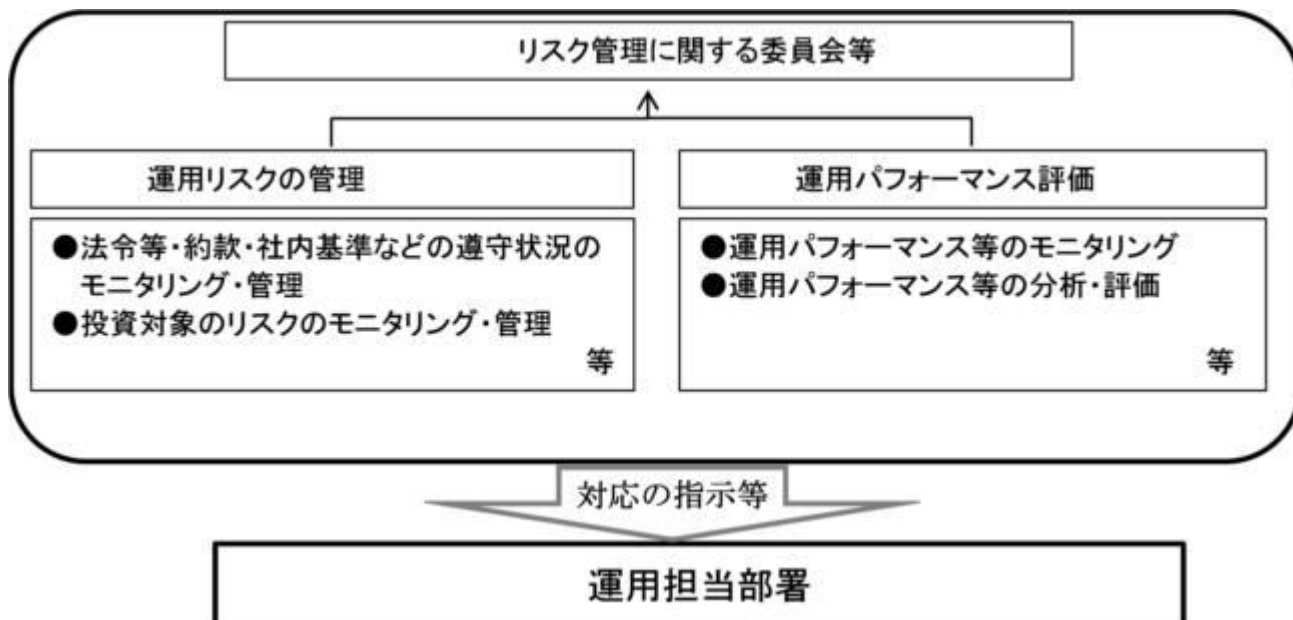 リスク管理に関する委員会等
運用リスクの管理
●法令等・約款・社内基準などの遵守状況の
モニタリング・管理
●投資対象のリスクのモニタリング・管理
等
運用パフォーマンス評価
●運用パフォーマンス等のモニタリング
●運用パフォーマンス等の分析・評価
等
対応の指示等
運用担当部署